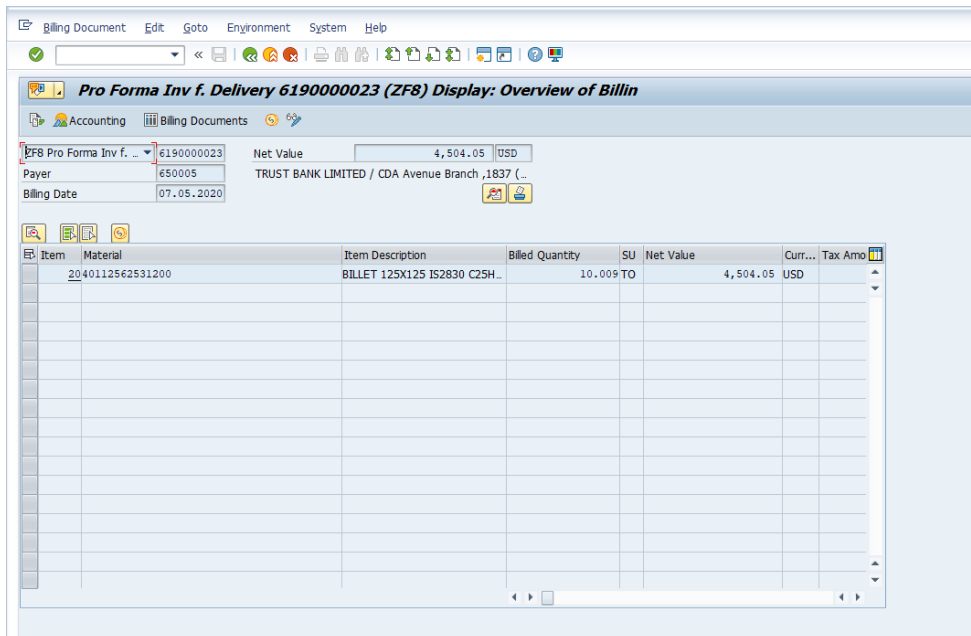 Billing Document Edit Goto Environment System Help
Pro Forma Inv f. Delivery 6190000023 (ZF8) Display: Overview of Billin
Accounting Billing Documents
ZF8 Pro Forma Inv f. ... 6190000023 Net Value 4,504.05 USD
Payer 650005 TRUST BANK LIMITED / CDA Avenue Branch ,1837 (...
Billing Date 07.05.2020
Item Material Item Description Billed Quantity SU Net Value Curr... Tax Amo
20 40112562531200 BILLET 125X125 IS2830 C25H... 10.009 TO 4,504.05 USD